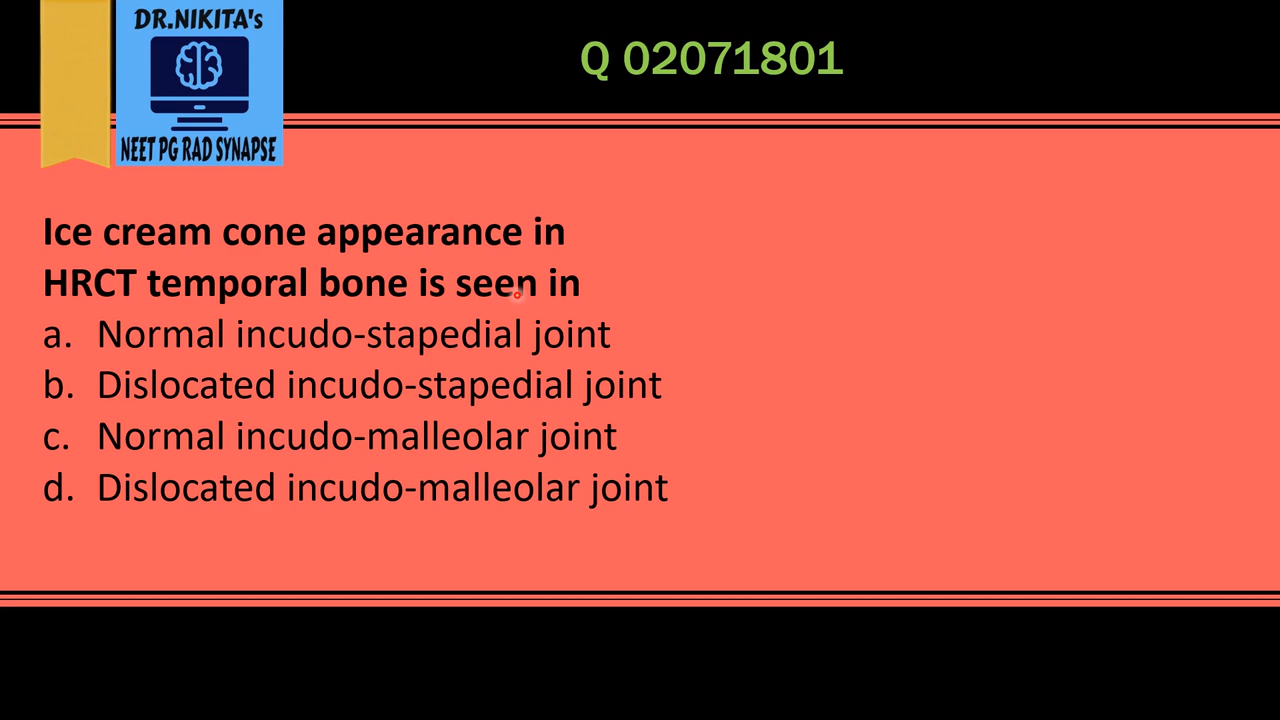 DR.NIKITA's
NEET PG RAD SYNAPSE
Q 02071801
Ice cream cone appearance in
HRCT temporal bone is seen in
a. Normal incudo-stapedial joint
b. Dislocated incudo-stapedial joint
c. Normal incudo-malleolar joint
d. Dislocated incudo-malleolar joint